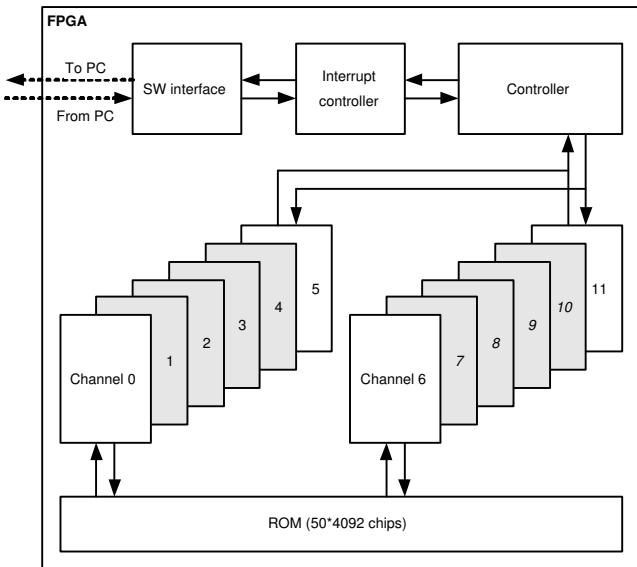 FPGA
To PC
From PC
SW interface
Interrupt
controller
Controller
5
4
3
2
1
Channel 0
11
10
9
8
7
Channel 6
ROM (50*4092 chips)